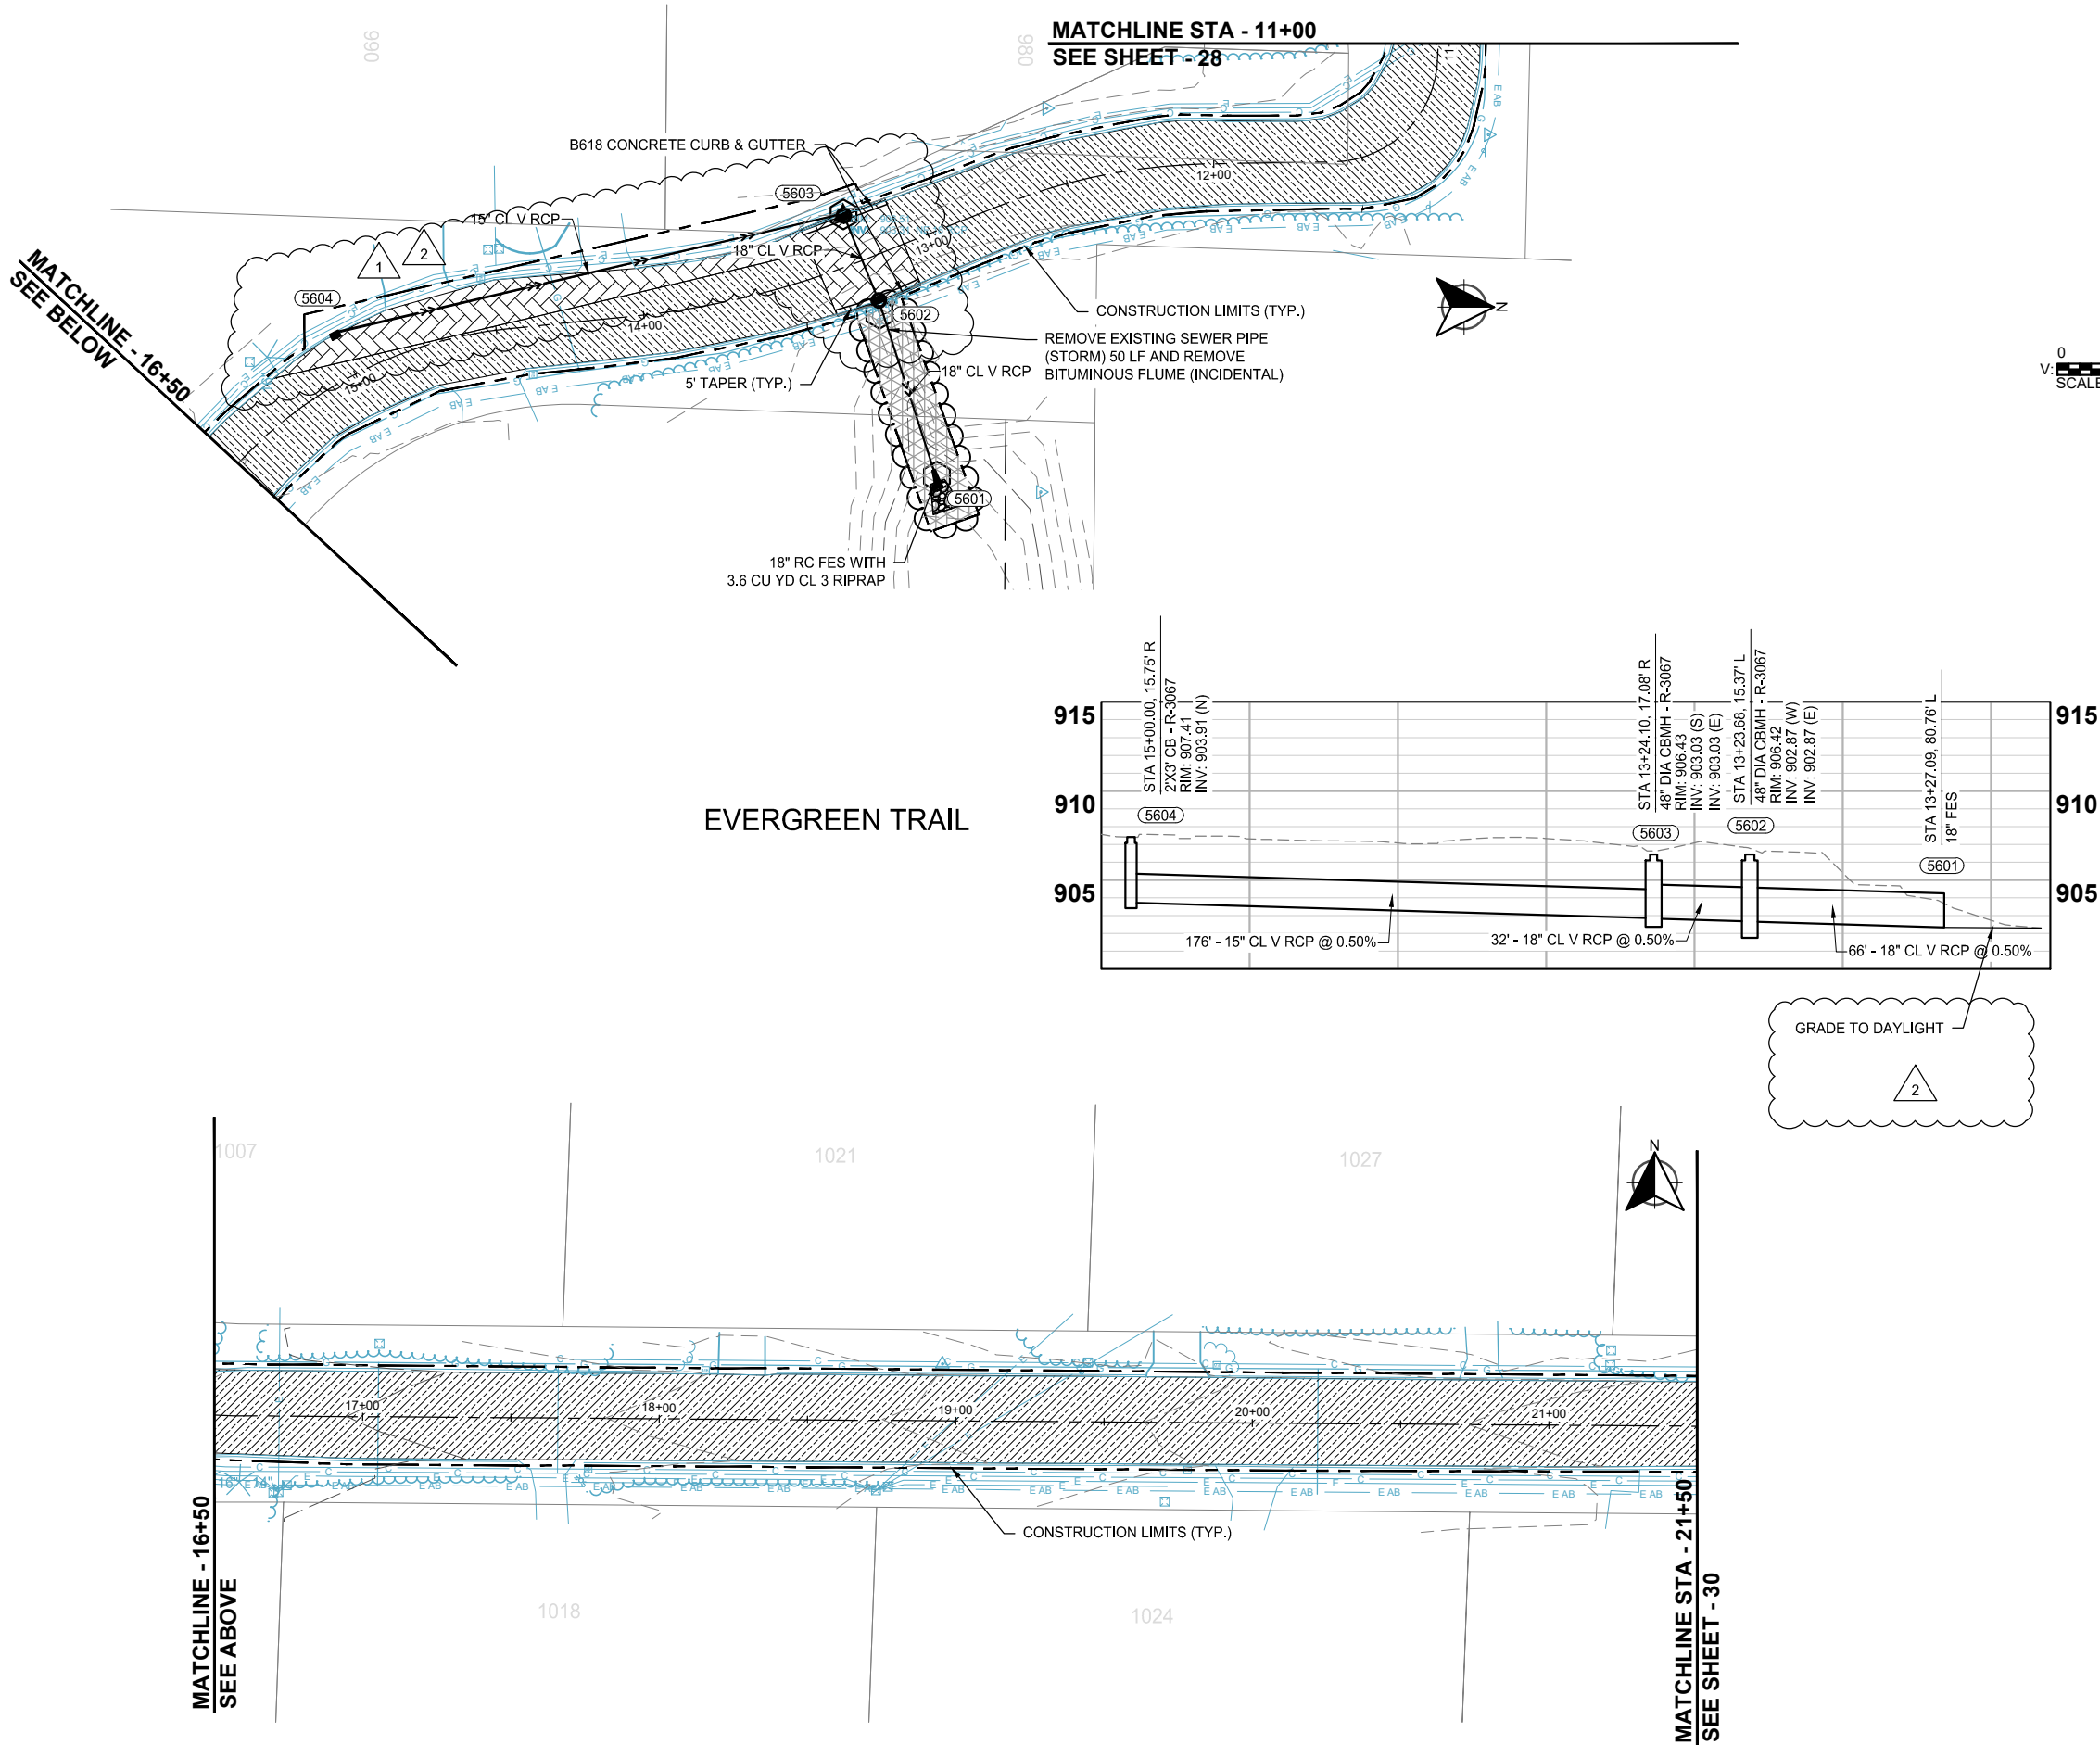 MATCHLINE STA - 11+00
SEE SHEET - 28
990
986
B618 CONCRETE CURB & GUTTER
5603
15" CL V RCP
18" CL V RCP
1
2
5604
MATCHLINE - 16+50
SEE BELOW
12+00
13+00
14+00
15+00
5602
CONSTRUCTION LIMITS (TYP.)
REMOVE EXISTING SEWER PIPE
(STORM) 50 LF AND REMOVE
BITUMINOUS FLUME (INCIDENTAL)
5' TAPER (TYP.)
18" CL V RCP
5601
18" RC FES WITH
3.6 CU YD CL 3 RIPRAP
N
0
V:
SCALE
EVERGREEN TRAIL
915
910
905
STA 15+00.00, 15.75' R
2'X3' CB - R-3067
RIM: 907.41
INV: 903.91 (N)
5604
STA 13+24.10, 17.08' R
48" DIA CBMH - R-3067
RIM: 906.43
INV: 903.03 (S)
INV: 903.03 (E)
5603
STA 13+23.68, 15.37' L
48" DIA CBMH - R-3067
RIM: 906.42
INV: 902.87 (W)
INV: 902.87 (E)
5602
STA 13+27.09, 80.76' L
18" FES
5601
915
910
905
176' - 15" CL V RCP @ 0.50%
32' - 18" CL V RCP @ 0.50%
66' - 18" CL V RCP @ 0.50%
GRADE TO DAYLIGHT
2
1007
1021
1027
N
17+00
18+00
19+00
20+00
21+00
CONSTRUCTION LIMITS (TYP.)
1018
1024
MATCHLINE - 16+50
SEE ABOVE
MATCHLINE STA - 21+50
SEE SHEET - 30